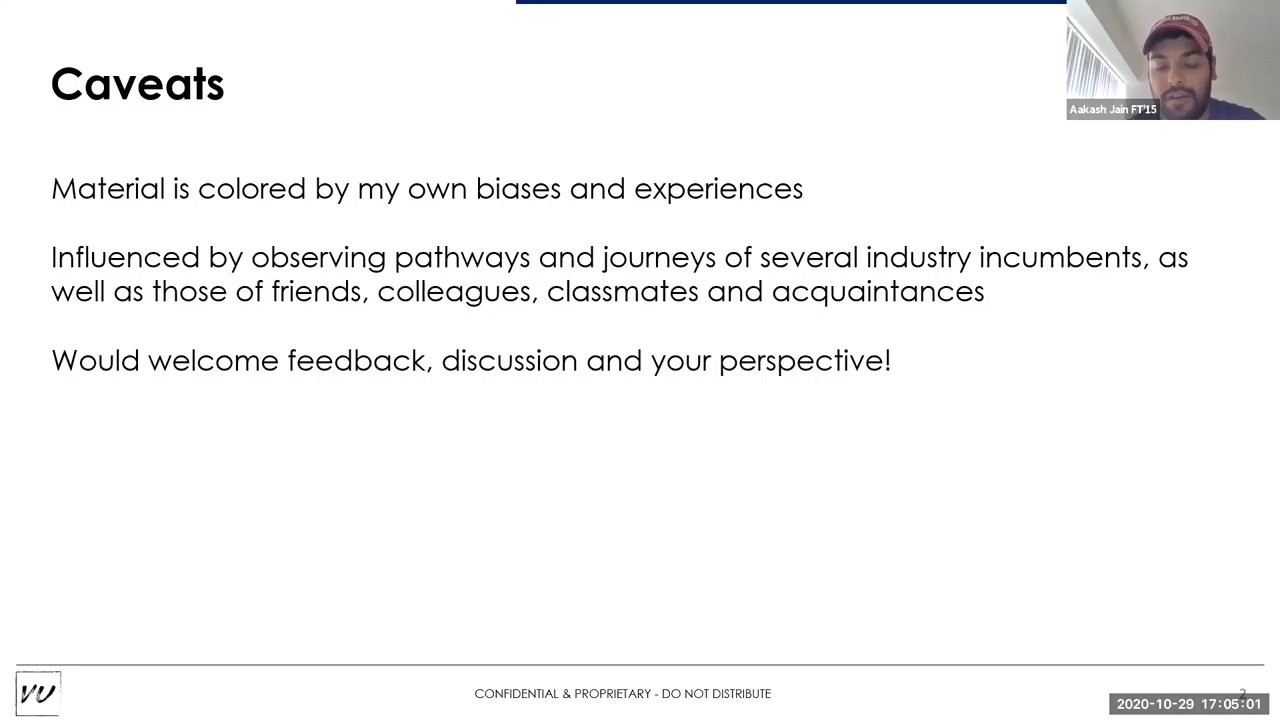 Caveats
Aakash Jain FT'15
Material is colored by my own biases and experiences
Influenced by observing pathways and journeys of several industry incumbents, as
well as those of friends, colleagues, classmates and acquaintances
Would welcome feedback, discussion and your perspective!
VU
CONFIDENTIAL & PROPRIETARY - DO NOT DISTRIBUTE
2
2020-10-29 17:05:01